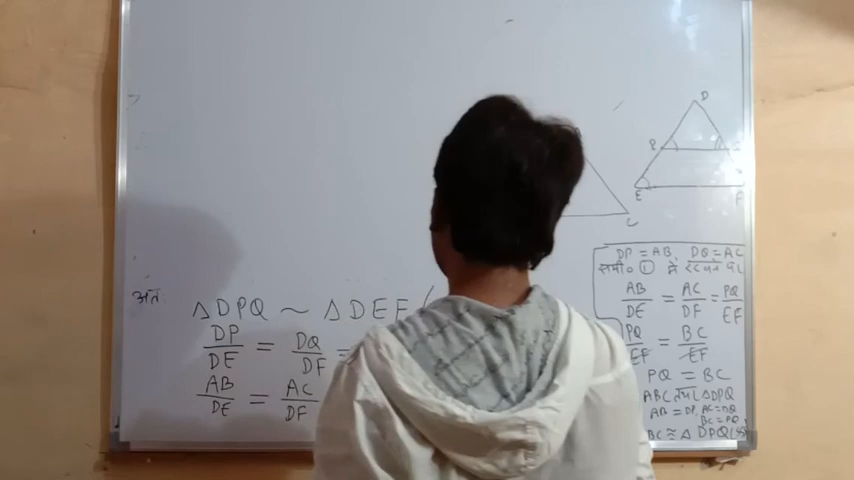 अतः
△DPQ ~ △DEF (
DP/DE = DQ/DF =
AB/DE = AC/DF
C
D
P
E
F
DP = AB, DQ = AC
समी० ① में रखने पर
AB/DE = AC/DF = PQ/EF
PQ/EF = BC/EF
PQ = BC
ABC तथा △DPQ
AB = DP, AC = DQ
BC = PQ
BC ≅ △DPQ (